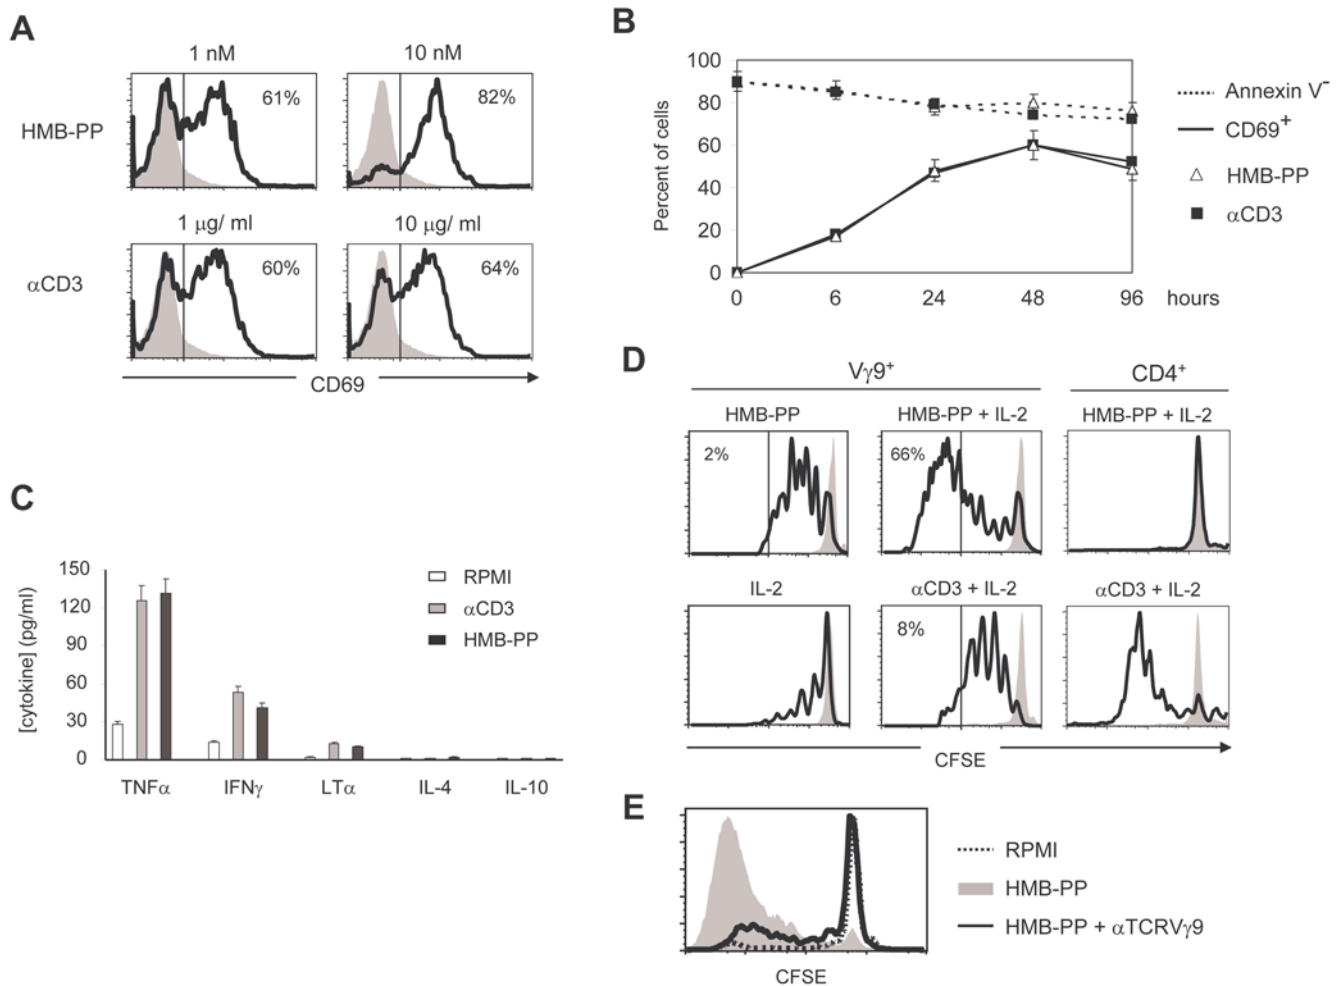 A
1 nM
10 nM
HMB-PP
61%
82%
1 μg/ ml
10 μg/ ml
αCD3
60%
64%
CD69
B
Percent of cells
100
80
60
40
20
0
0 6 24 48 96 hours
Annexin V⁻
CD69⁺
HMB-PP
αCD3
C
[cytokine] (pg/ml)
150
120
90
60
30
0
TNFα IFNγ LTα IL-4 IL-10
RPMI
αCD3
HMB-PP
D
Vγ9⁺
CD4⁺
HMB-PP
HMB-PP + IL-2
HMB-PP + IL-2
2%
66%
IL-2
αCD3 + IL-2
αCD3 + IL-2
8%
CFSE
E
RPMI
HMB-PP
HMB-PP + αTCRVγ9
CFSE